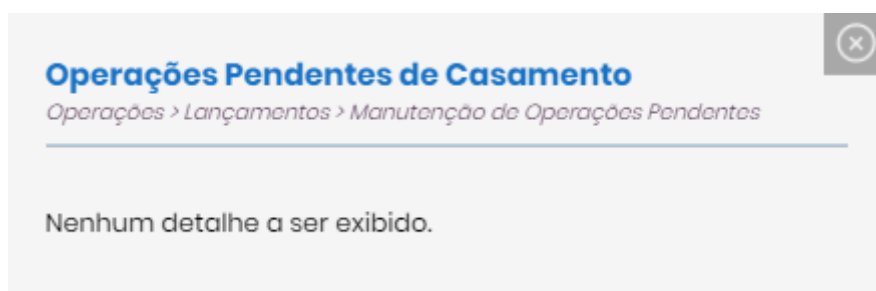 Operações Pendentes de Casamento
Operações > Lançamentos > Manutenção de Operações Pendentes
Nenhum detalhe a ser exibido.